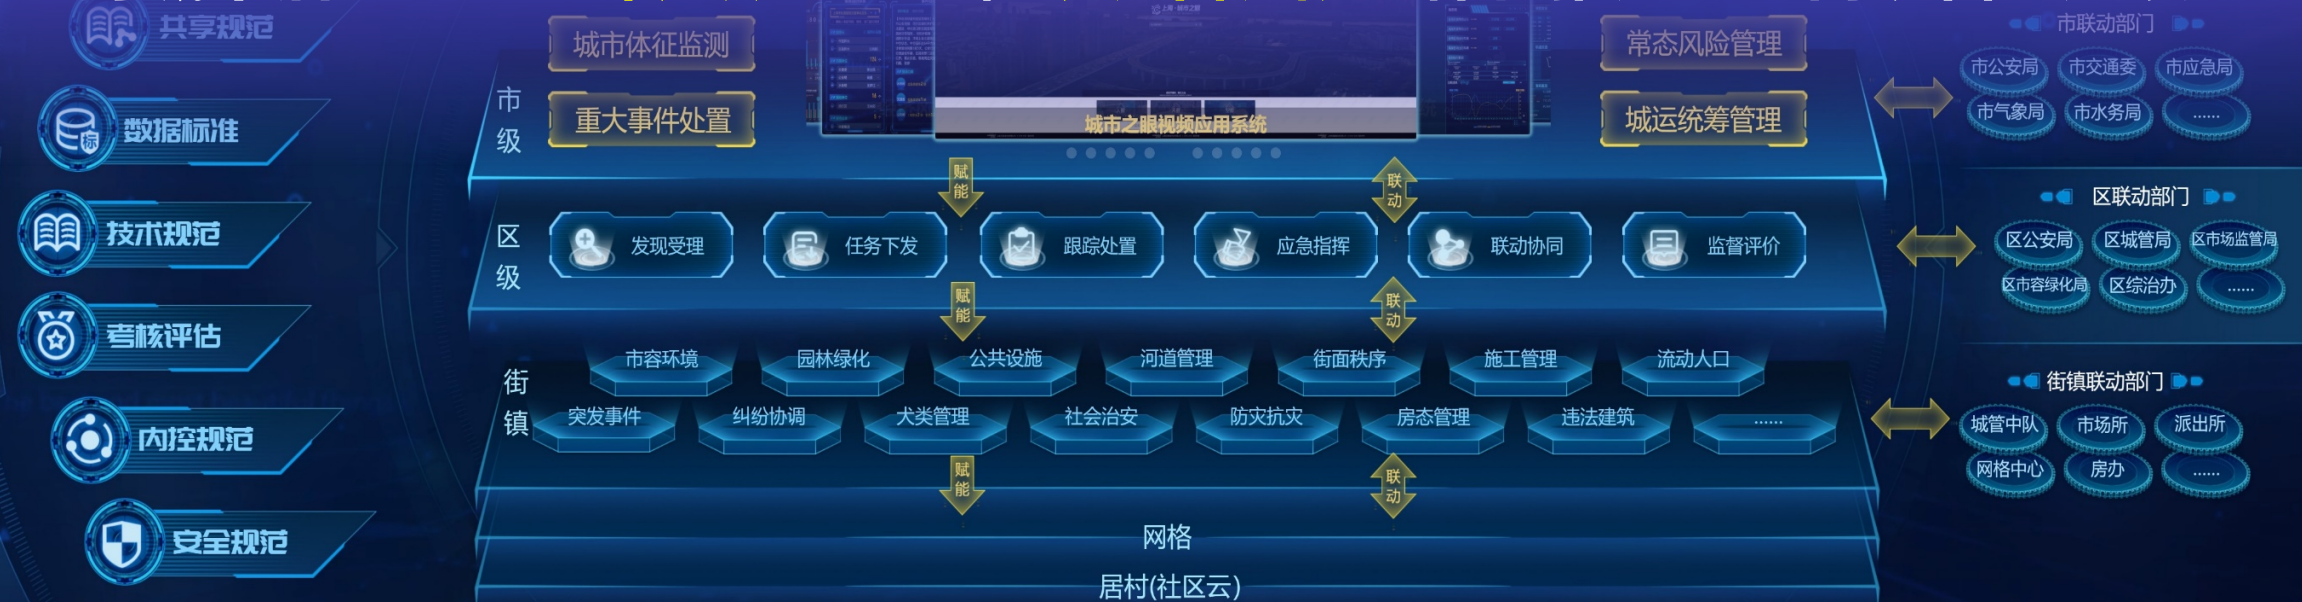 共享规范
数据标准
技术规范
考核评估
内控规范
安全规范
市级
城市体征监测
重大事件处置
城市之眼视频应用系统
常态风险管理
城运统筹管理
赋能
联动
区级
发现受理
任务下发
跟踪处置
应急指挥
联动协同
监督评价
赋能
联动
街镇
市容环境
园林绿化
公共设施
河道管理
街面秩序
施工管理
流动人口
突发事件
纠纷协调
犬类管理
社会治安
防灾抗灾
房态管理
违法建筑
......
赋能
联动
网格
居村(社区云)
市联动部门
市公安局
市交通委
市应急局
市气象局
市水务局
......
区联动部门
区公安局
区城管局
区市场监管局
区市容绿化局
区综治办
......
街镇联动部门
城管中队
市场所
派出所
网格中心
房办
......